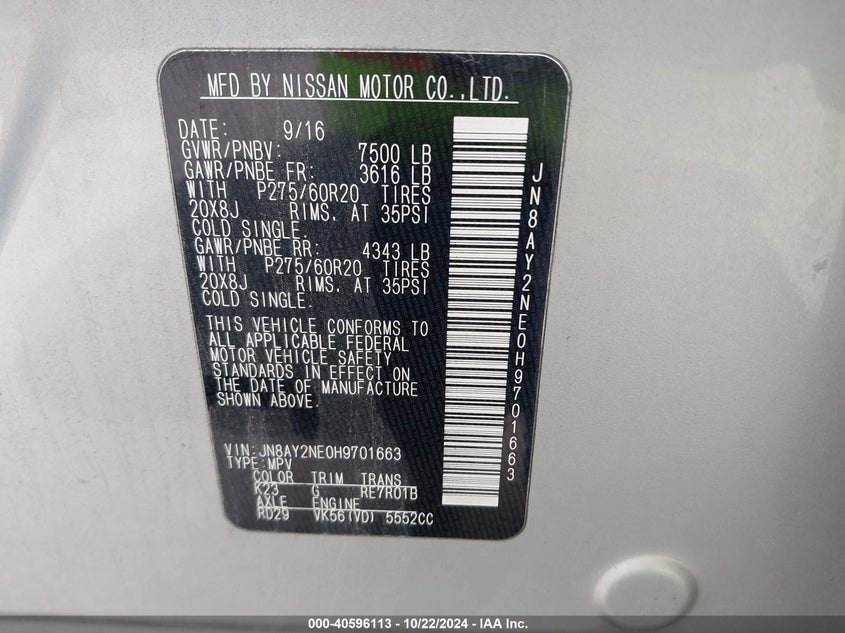 MFD BY NISSAN MOTOR CO.,LTD.
DATE: 9/16
GVWR/PNBV: 7500 LB
GAWR/PNBE FR: 3616 LB
WITH P275/60R20 TIRES
20X8J RIMS, AT 35PSI
COLD SINGLE.
GAWR/PNBE RR: 4343 LB
WITH P275/60R20 TIRES
20X8J RIMS, AT 35PSI
COLD SINGLE.
THIS VEHICLE CONFORMS TO
ALL APPLICABLE FEDERAL
MOTOR VEHICLE SAFETY
STANDARDS IN EFFECT ON
THE DATE OF MANUFACTURE
SHOWN ABOVE.
VIN:JN8AY2NE0H9701663
TYPE:MPV
COLOR TRIM TRANS
K23 G RE7R01B
AXLE ENGINE
RD29 VK56(VD) 5552CC
JN8AY2NE0H9701663
000-40596113 - 10/22/2024 - IAA Inc.